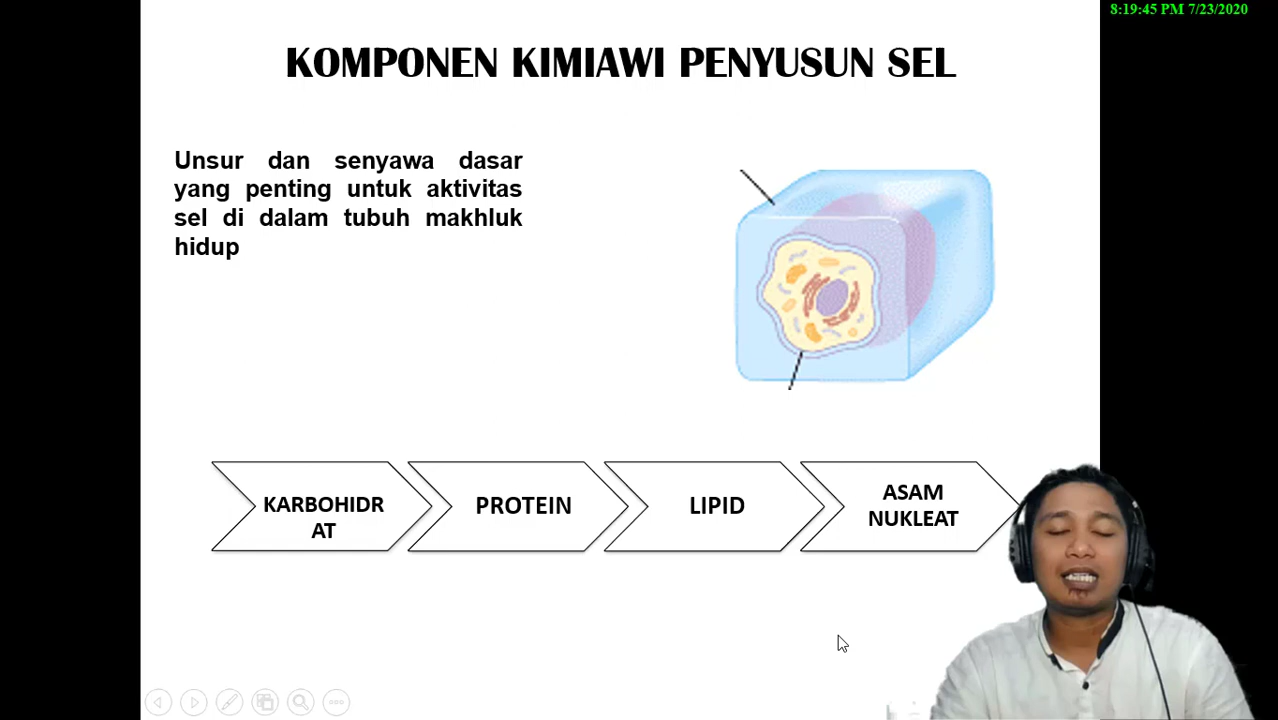 8:19:45 PM 7/23/2020
KOMPONEN KIMIAWI PENYUSUN SEL
Unsur dan senyawa dasar
yang penting untuk aktivitas
sel di dalam tubuh makhluk
hidup
KARBOHIDR
AT
PROTEIN
LIPID
ASAM
NUKLEAT